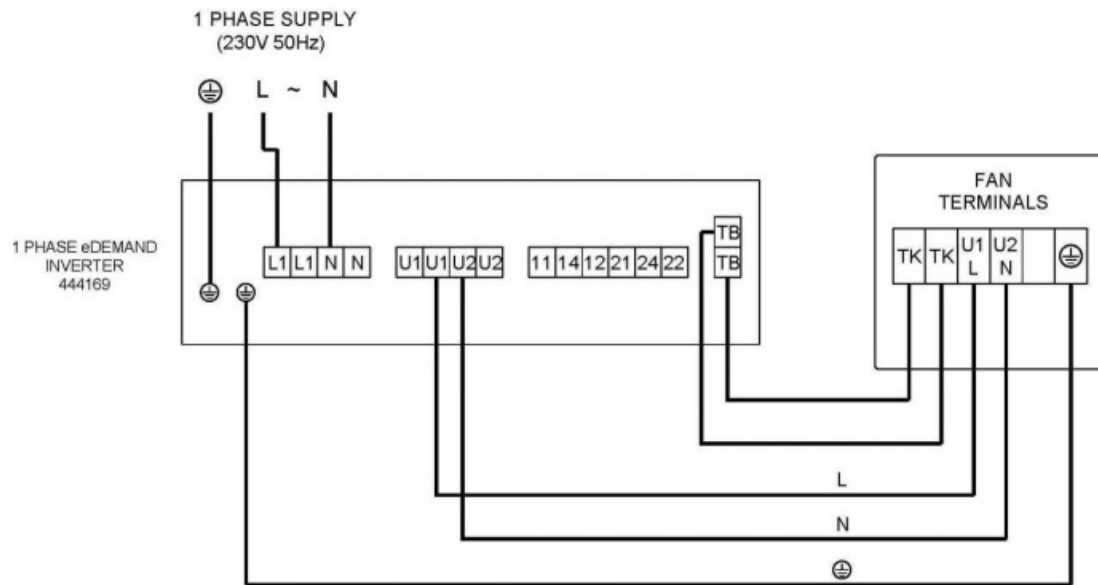 1 PHASE SUPPLY
(230V 50Hz)
L ~ N
1 PHASE eDEMAND
INVERTER
444169
L1 L1 N N
U1 U1 U2 U2
11 14 12 21 24 22
TB
TB
FAN
TERMINALS
TK TK U1 U2
L N
L
N